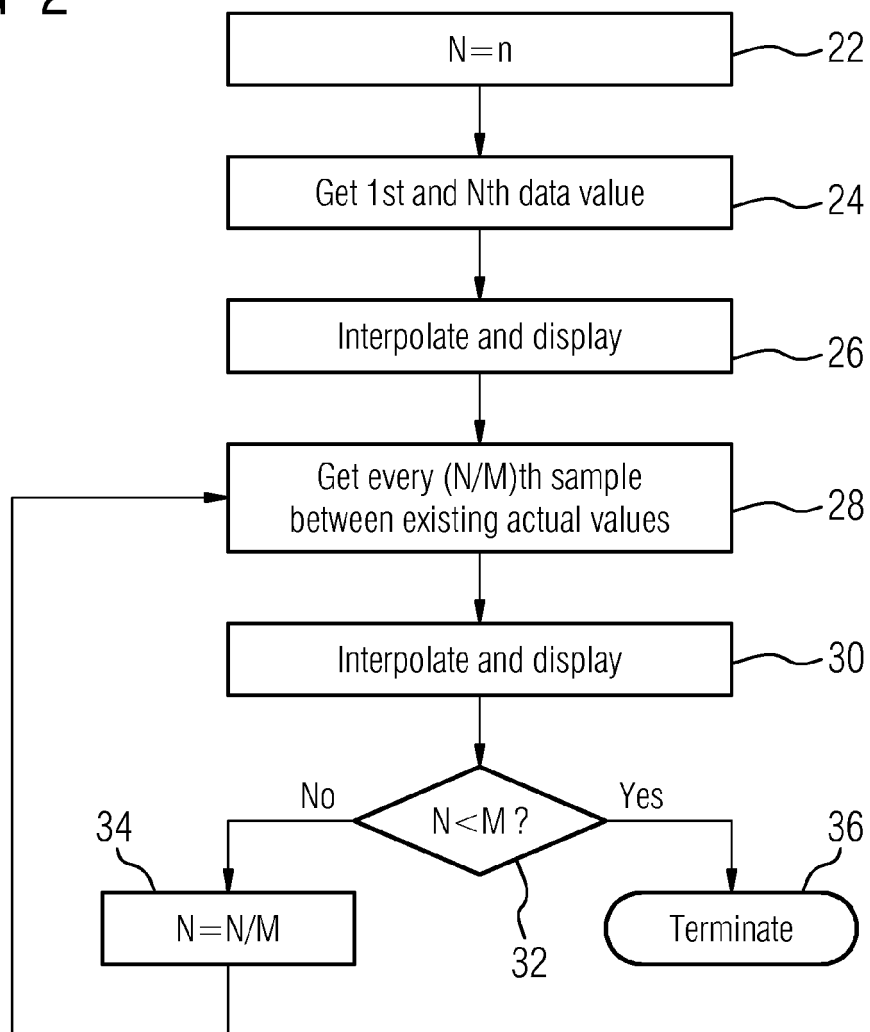 2
N=n
22
Get 1st and Nth data value
24
Interpolate and display
26
Get every (N/M)th sample
between existing actual values
28
Interpolate and display
30
No
N<M?
Yes
34
36
N=N/M
32
Terminate